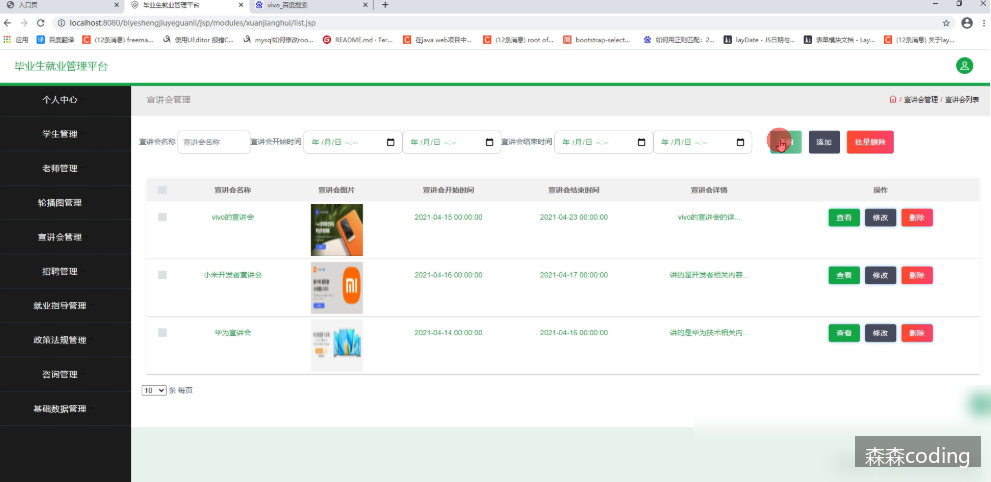 入口页
毕业生就业管理平台
vivo_百度搜索
localhost:8080/biyeshengjiuyeguanli/jsp/modules/xuanjianghui/list.jsp
应用
百度翻译
(12条消息) freema...
使用UEditor 报错C...
mysql如何修改roo...
README.md · Ter...
在java web项目中...
(12条消息) root of...
bootstrap-select...
如何用正则匹配：2...
layDate - JS日期与...
表单模块文档 - Lay...
(12条消息) 关于lay...
毕业生就业管理平台
个人中心
学生管理
老师管理
轮播图管理
宣讲会管理
招聘管理
就业指导管理
政策法规管理
咨询管理
基础数据管理
宣讲会管理
/ 宣讲会管理 / 宣讲会列表
宣讲会名称 宣讲会名称 宣讲会开始时间 年 /月/日 --:-- 年 /月/日 --:-- 宣讲会结束时间 年 /月/日 --:-- 年 /月/日 --:-- 添加 批量删除
宣讲会名称 宣讲会图片 宣讲会开始时间 宣讲会结束时间 宣讲会详情 操作
vivo的宣讲会 2021-04-15 00:00:00 2021-04-23 00:00:00 vivo的宣讲会的详... 查看 修改 删除
小米开发者宣讲会 2021-04-16 00:00:00 2021-04-17 00:00:00 讲的是开发者相关内容... 查看 修改 删除
华为宣讲会 2021-04-14 00:00:00 2021-04-16 00:00:00 讲的是华为技术相关内... 查看 修改 删除
10 条 每页
森森coding